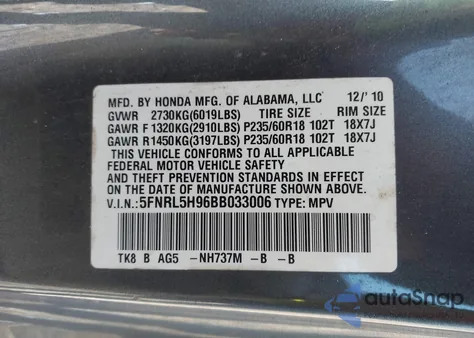 MFD. BY HONDA MFG. OF ALABAMA, LLC 12/'10
GVWR 2730KG(6019LBS) TIRE SIZE RIM SIZE
GAWR F 1320KG(2910LBS) P235/60R18 102T 18X7J
GAWR R1450KG(3197LBS) P235/60R18 102T 18X7J
THIS VEHICLE CONFORMS TO ALL APPLICABLE
FEDERAL MOTOR VEHICLE SAFETY
AND THEFT PREVENTION STANDARDS IN EFFECT
ON THE DATE OF MANUFACTURE SHOWN ABOVE.
V.I.N.:5FNRL5H96BB033006 TYPE: MPV
TK8 B AG5 -NH737M -B -B
autoSnap